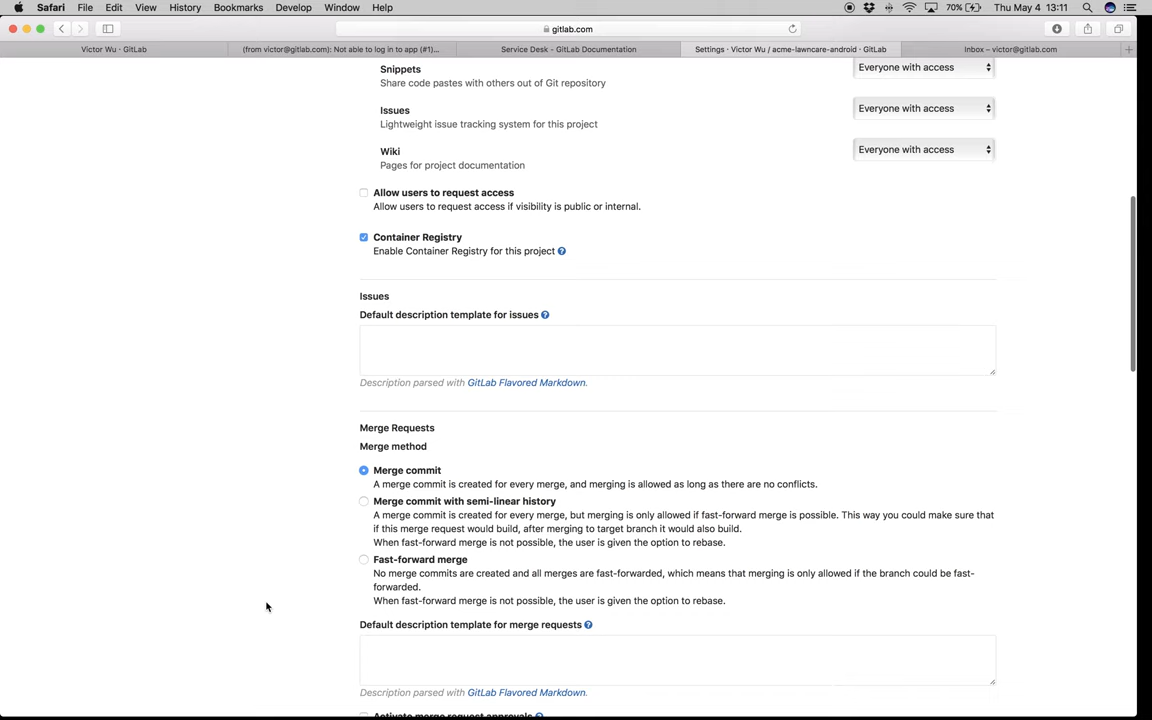 Safari File Edit View History Bookmarks Develop Window Help 70% Thu May 4 13:11
gitlab.com
Victor Wu · GitLab
(from victor@gitlab.com): Not able to log in to app (#1)...
Service Desk - GitLab Documentation
Settings · Victor Wu / acme-lawncare-android · GitLab
Inbox – victor@gitlab.com
Snippets
Everyone with access
Share code pastes with others out of Git repository
Issues
Everyone with access
Lightweight issue tracking system for this project
Wiki
Everyone with access
Pages for project documentation
Allow users to request access
Allow users to request access if visibility is public or internal.
Container Registry
Enable Container Registry for this project ?
Issues
Default description template for issues ?
Description parsed with GitLab Flavored Markdown.
Merge Requests
Merge method
Merge commit
A merge commit is created for every merge, and merging is allowed as long as there are no conflicts.
Merge commit with semi-linear history
A merge commit is created for every merge, but merging is only allowed if fast-forward merge is possible. This way you could make sure that
if this merge request would build, after merging to target branch it would also build.
When fast-forward merge is not possible, the user is given the option to rebase.
Fast-forward merge
No merge commits are created and all merges are fast-forwarded, which means that merging is only allowed if the branch could be fast-
forwarded.
When fast-forward merge is not possible, the user is given the option to rebase.
Default description template for merge requests ?
Description parsed with GitLab Flavored Markdown.
Activate merge request approvals ?